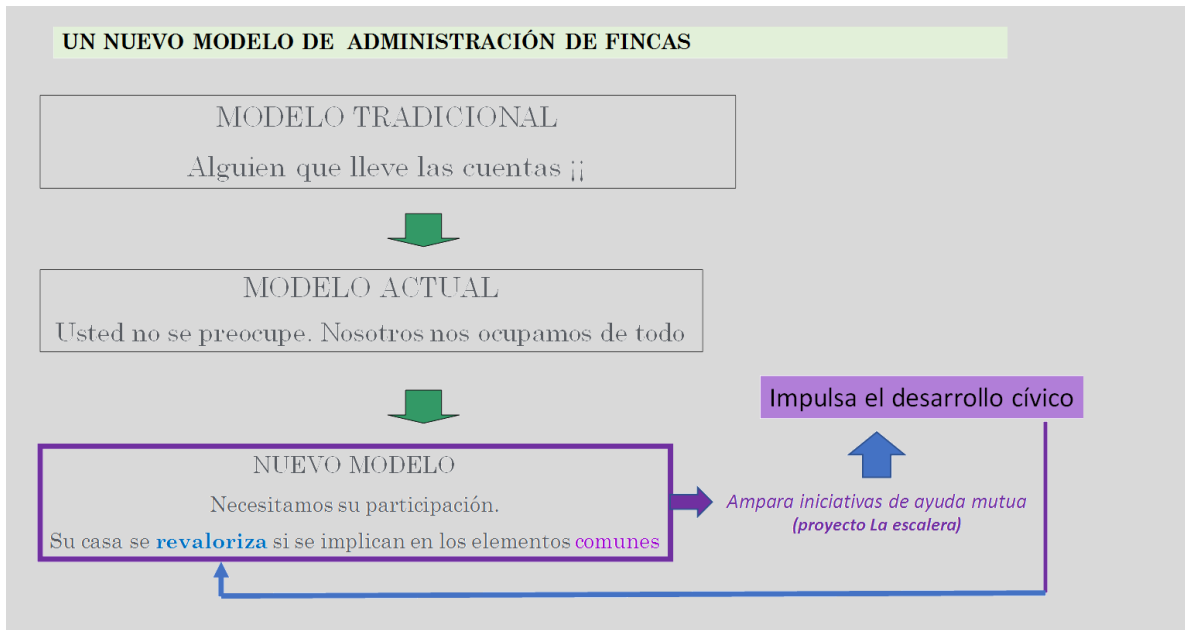 UN NUEVO MODELO DE ADMINISTRACIÓN DE FINCAS
MODELO TRADICIONAL
Alguien que lleve las cuentas ¡¡
MODELO ACTUAL
Usted no se preocupe. Nosotros nos ocupamos de todo
Impulsa el desarrollo cívico
NUEVO MODELO
Necesitamos su participación.
Su casa se revaloriza si se implican en los elementos comunes
Ampara iniciativas de ayuda mutua
(proyecto La escalera)